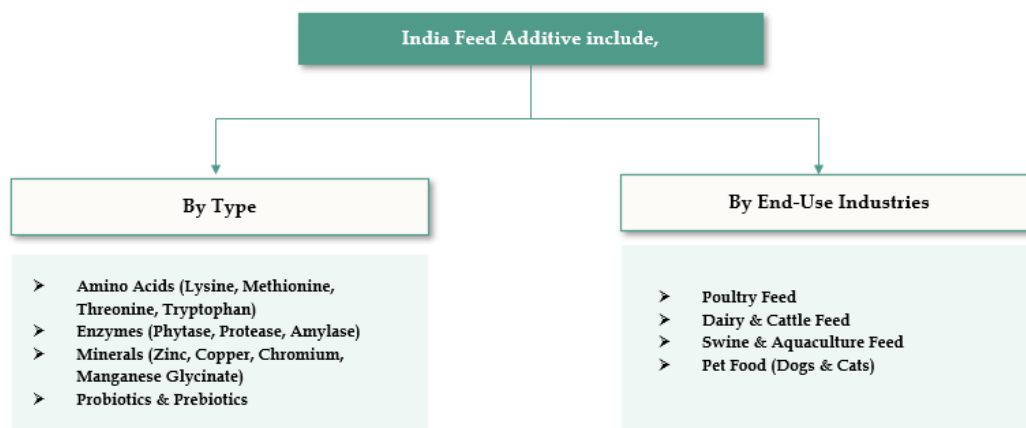 India Feed Additive include,
By Type
➤ Amino Acids (Lysine, Methionine,
Threonine, Tryptophan)
➤ Enzymes (Phytase, Protease, Amylase)
➤ Minerals (Zinc, Copper, Chromium,
Manganese Glycinate)
➤ Probiotics & Prebiotics
By End-Use Industries
➤ Poultry Feed
➤ Dairy & Cattle Feed
➤ Swine & Aquaculture Feed
➤ Pet Food (Dogs & Cats)